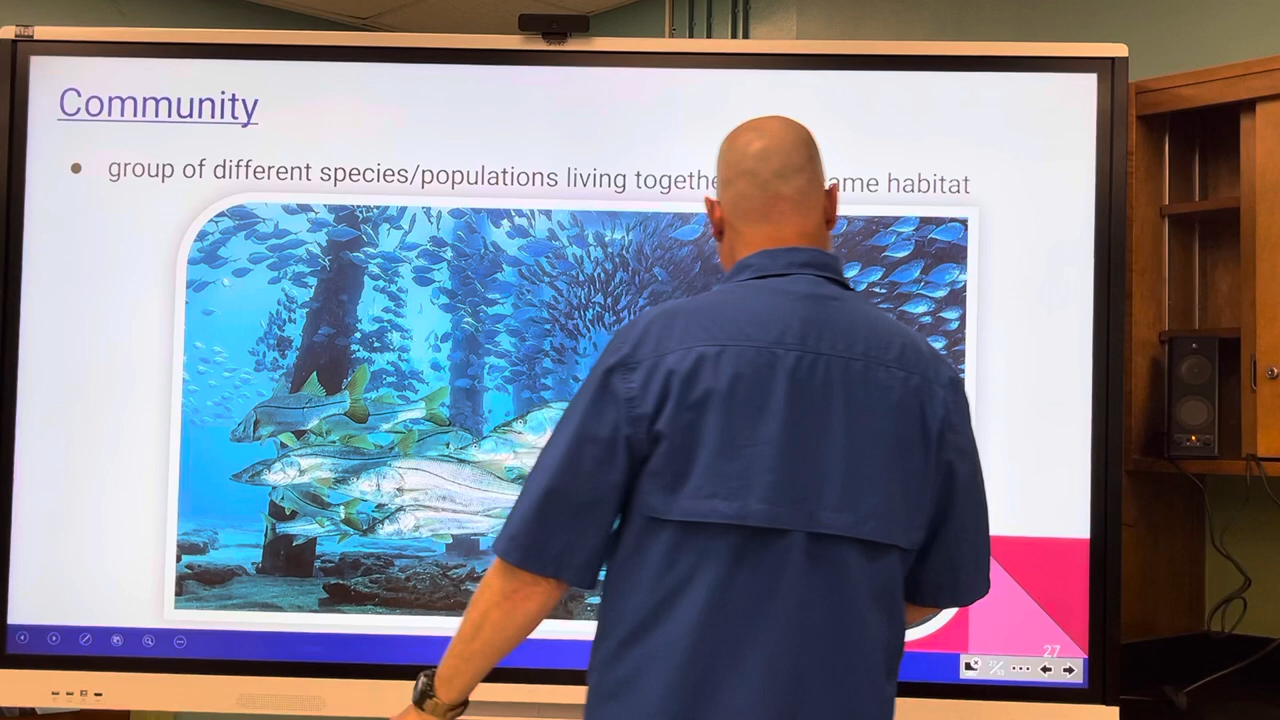 Community
group of different species/populations living togethe ame habitat
27